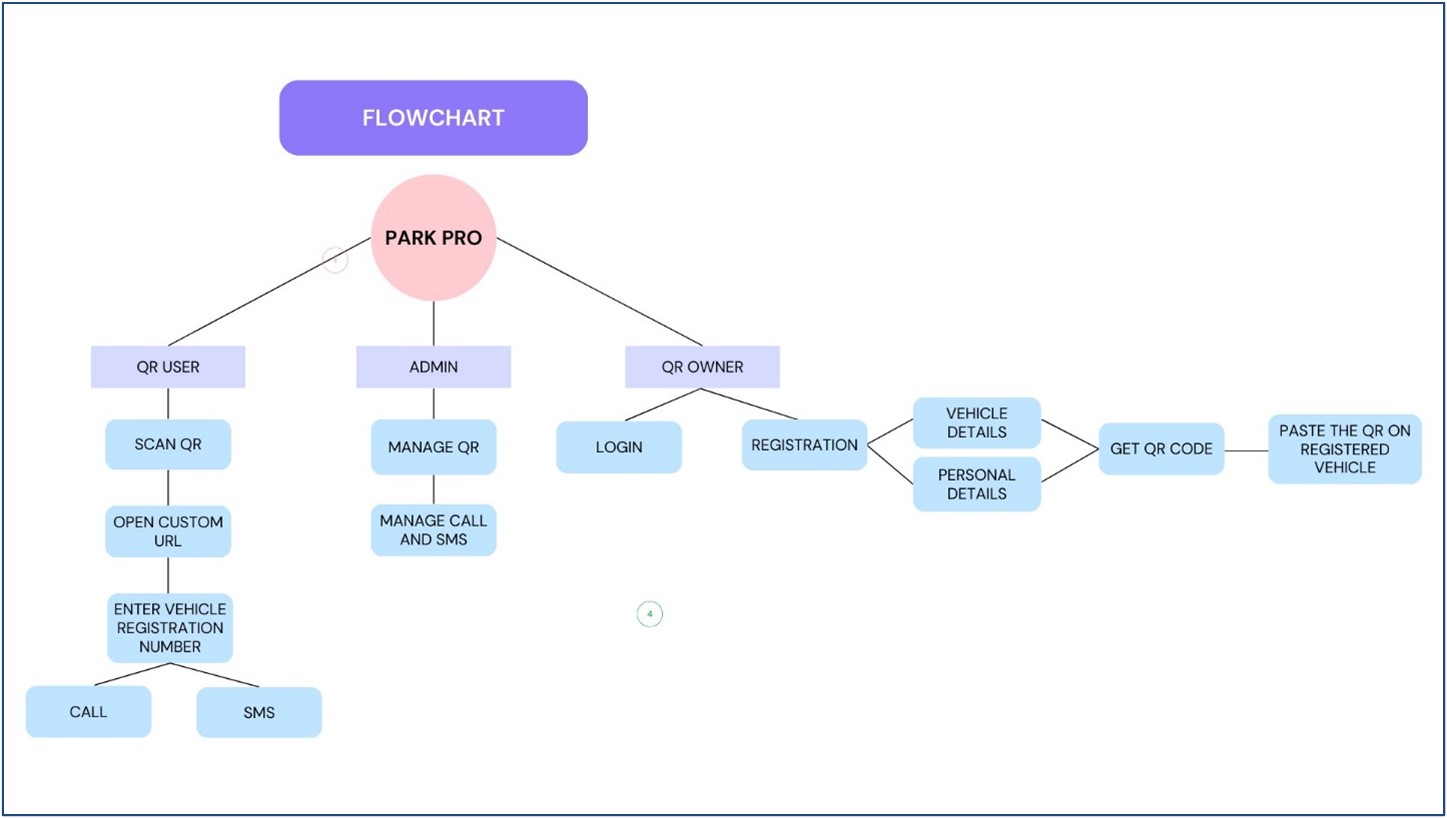 FLOWCHART
PARK PRO
QR USER
ADMIN
QR OWNER
SCAN QR
OPEN CUSTOM
URL
ENTER VEHICLE
REGISTRATION
NUMBER
CALL
SMS
MANAGE QR
MANAGE CALL
AND SMS
LOGIN
REGISTRATION
VEHICLE
DETAILS
PERSONAL
DETAILS
GET QR CODE
PASTE THE QR ON
REGISTERED
VEHICLE
4